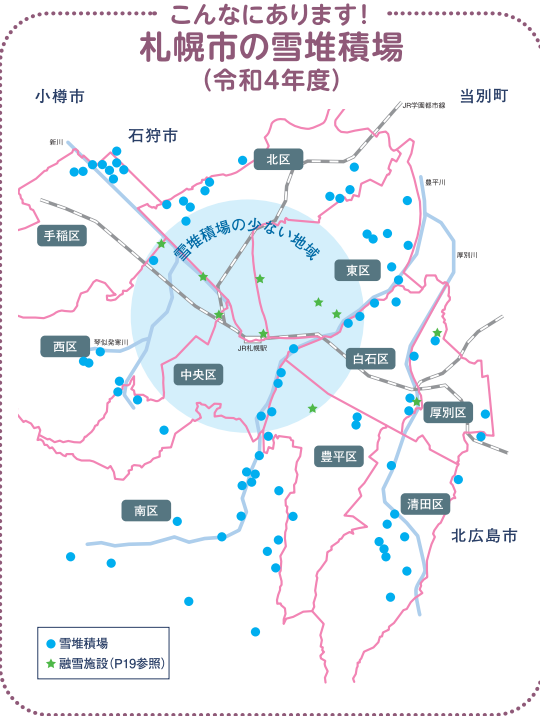 こんなにあります!
札幌市の雪堆積場
(令和4年度)
小樽市
当別町
JR学園都市線
石狩市
新川
北区
豊平川
手稲区
雪堆積場の少ない地域
厚別川
東区
西区
琴似発寒川
JR札幌駅
白石区
中央区
厚別区
豊平区
南区
清田区
北広島市
雪堆積場
融雪施設(P19参照)